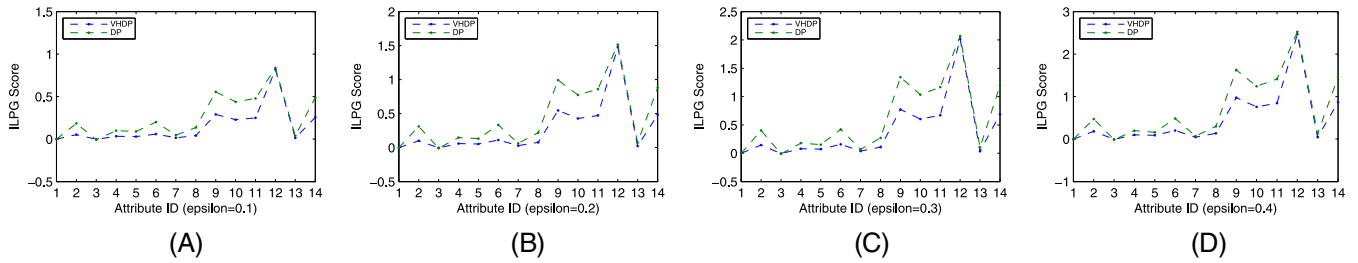 VHDP
DP
ILPG Score
1.5
1
0.5
0
−0.5
1 2 3 4 5 6 7 8 9 10 11 12 13 14
Attribute ID (epsilon=0.1)
(A)
VHDP
DP
ILPG Score
2
1.5
1
0.5
0
−0.5
1 2 3 4 5 6 7 8 9 10 11 12 13 14
Attribute ID (epsilon=0.2)
(B)
VHDP
DP
ILPG Score
2.5
2
1.5
1
0.5
0
−0.5
1 2 3 4 5 6 7 8 9 10 11 12 13 14
Attribute ID (epsilon=0.3)
(C)
VHDP
DP
ILPG Score
3
2
1
0
−1
1 2 3 4 5 6 7 8 9 10 11 12 13 14
Attribute ID (epsilon=0.4)
(D)